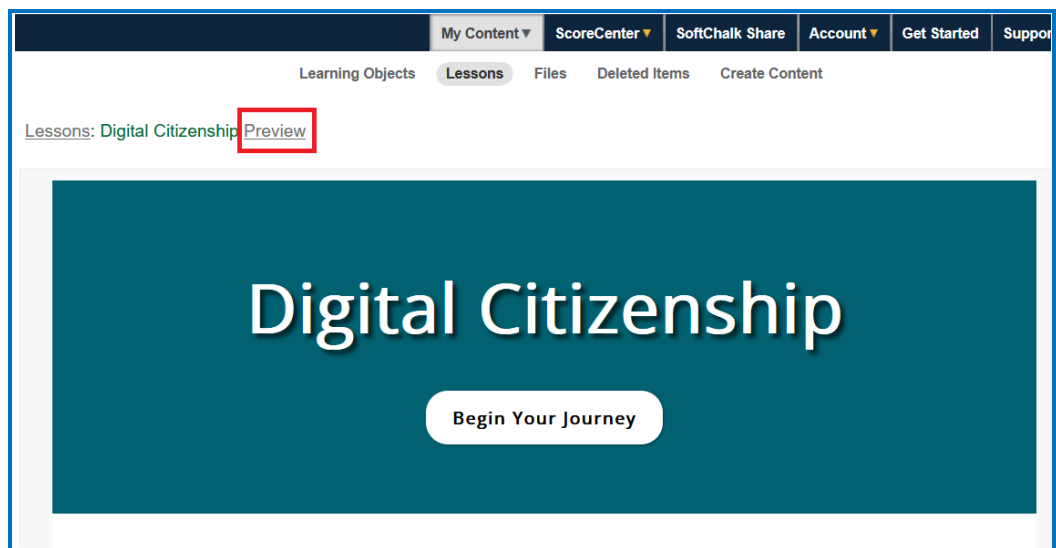 My Content▼ ScoreCenter▼ SoftChalk Share Account▼ Get Started
Learning Objects Lessons Files Deleted Items Create Content
Lessons: Digital Citizenship Preview
Digital Citizenship
Begin Your Journey